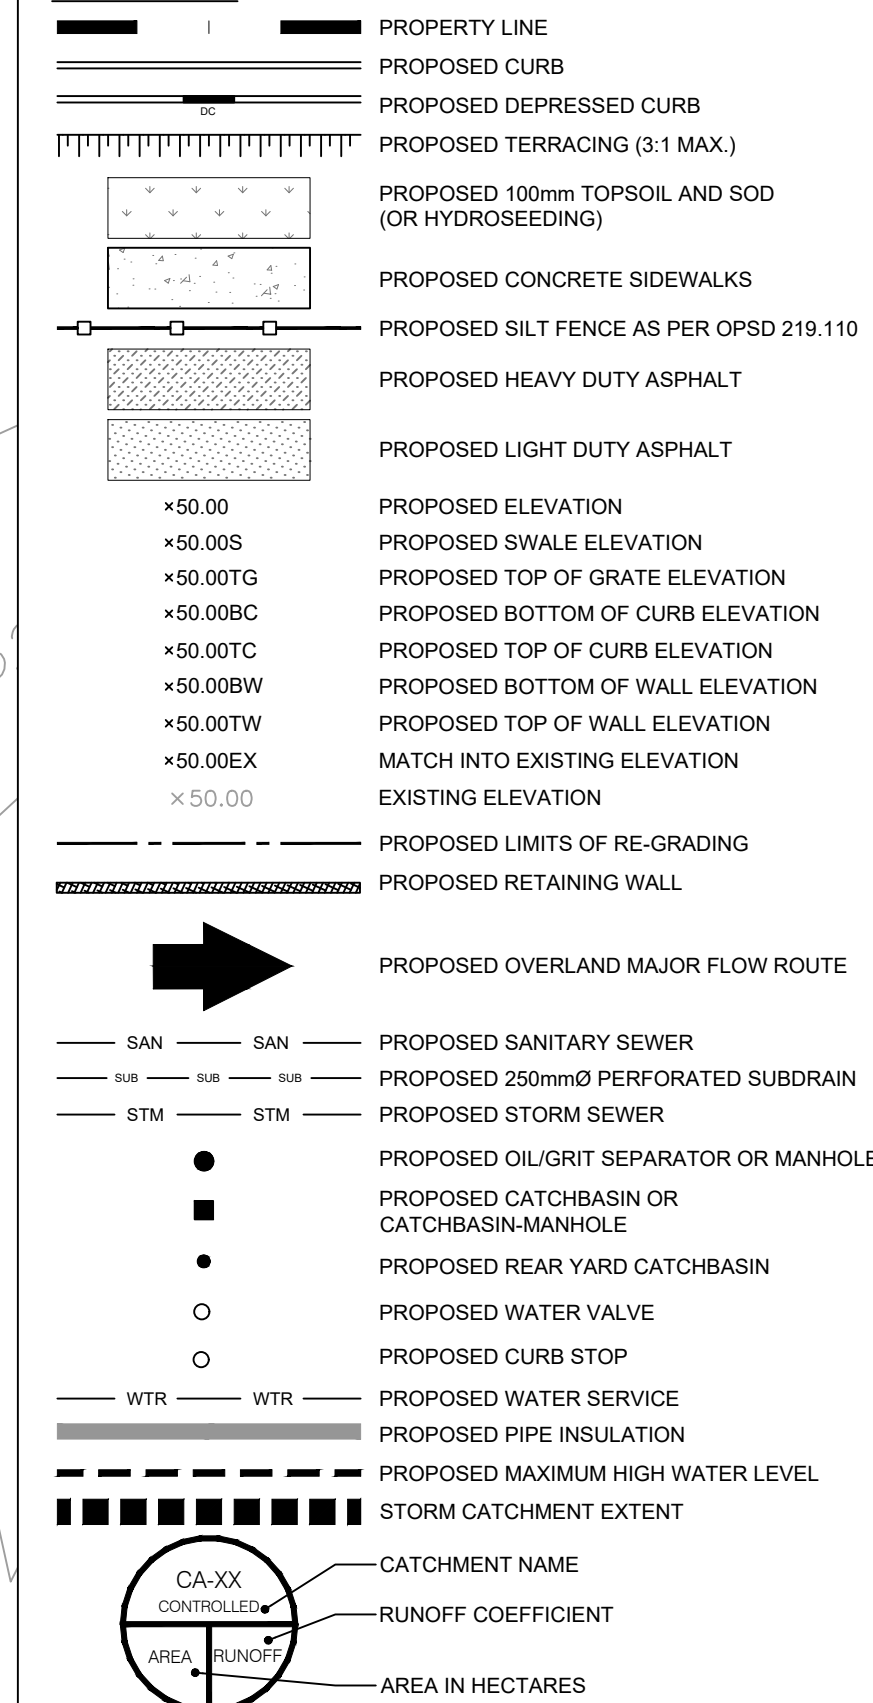 PROPERTY LINE
PROPOSED CURB
DC PROPOSED DEPRESSED CURB
PROPOSED TERRACING (3:1 MAX.)
PROPOSED 100mm TOPSOIL AND SOD
(OR HYDROSEEDING)
PROPOSED CONCRETE SIDEWALKS
PROPOSED SILT FENCE AS PER OPSD 219.110
PROPOSED HEAVY DUTY ASPHALT
PROPOSED LIGHT DUTY ASPHALT
×50.00 PROPOSED ELEVATION
×50.00S PROPOSED SWALE ELEVATION
×50.00TG PROPOSED TOP OF GRATE ELEVATION
×50.00BC PROPOSED BOTTOM OF CURB ELEVATION
×50.00TC PROPOSED TOP OF CURB ELEVATION
×50.00BW PROPOSED BOTTOM OF WALL ELEVATION
×50.00TW PROPOSED TOP OF WALL ELEVATION
×50.00EX MATCH INTO EXISTING ELEVATION
×50.00 EXISTING ELEVATION
PROPOSED LIMITS OF RE-GRADING
PROPOSED RETAINING WALL
PROPOSED OVERLAND MAJOR FLOW ROUTE
SAN SAN PROPOSED SANITARY SEWER
SUB SUB SUB PROPOSED 250mmØ PERFORATED SUBDRAIN
STM STM PROPOSED STORM SEWER
PROPOSED OIL/GRIT SEPARATOR OR MANHOLE
PROPOSED CATCHBASIN OR
CATCHBASIN-MANHOLE
PROPOSED REAR YARD CATCHBASIN
PROPOSED WATER VALVE
PROPOSED CURB STOP
WTR WTR PROPOSED WATER SERVICE
PROPOSED PIPE INSULATION
PROPOSED MAXIMUM HIGH WATER LEVEL
STORM CATCHMENT EXTENT
CA-XX CATCHMENT NAME
CONTROLLED
RUNOFF COEFFICIENT
AREA RUNOFF
AREA IN HECTARES